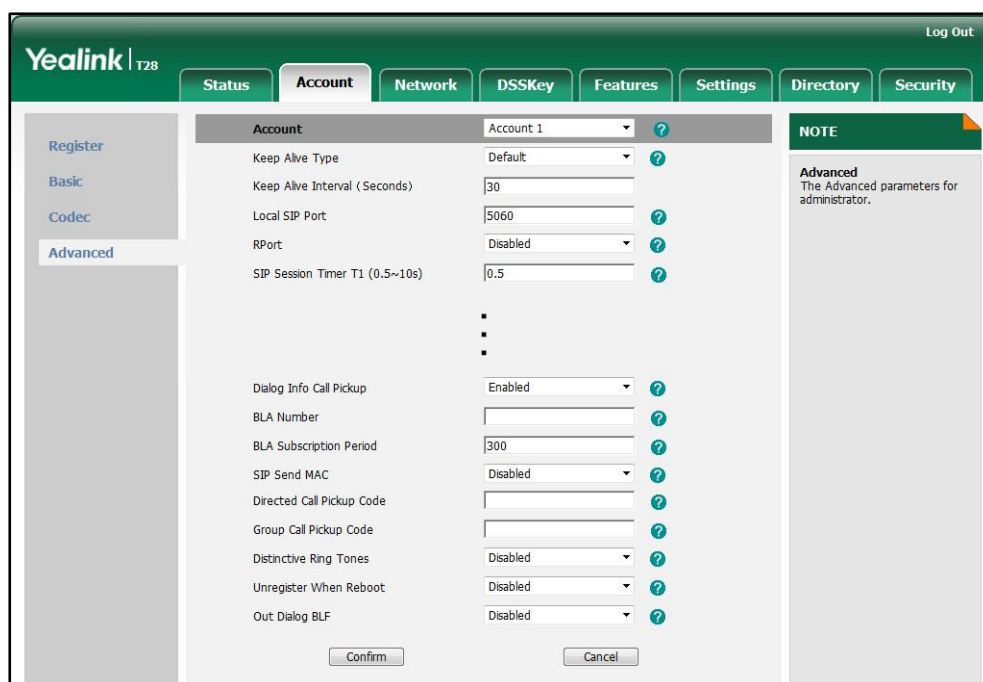 Log Out
Yealink | T28
Status Account Network DSSKey Features Settings Directory Security
Register
Basic
Codec
Advanced
Account Account 1 ?
Keep Alive Type Default ?
Keep Alive Interval (Seconds) 30
Local SIP Port 5060 ?
RPort Disabled ?
SIP Session Timer T1 (0.5~10s) 0.5 ?
Dialog Info Call Pickup Enabled ?
BLA Number ?
BLA Subscription Period 300 ?
SIP Send MAC Disabled ?
Directed Call Pickup Code ?
Group Call Pickup Code ?
Distinctive Ring Tones Disabled ?
Unregister When Reboot Disabled ?
Out Dialog BLF Disabled ?
Confirm Cancel
NOTE
Advanced
The Advanced parameters for
administrator.